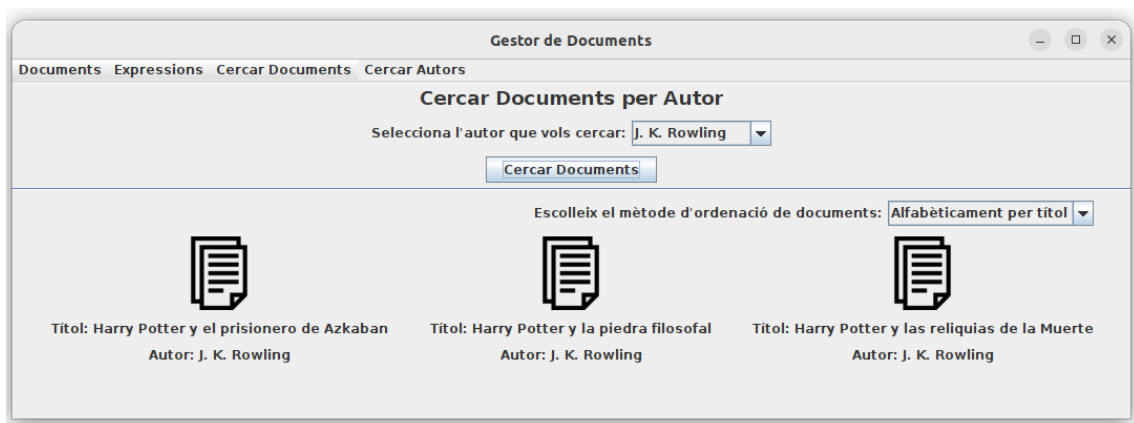 Gestor de Documents
Documents Expressions Cercar Documents Cercar Autors
Cercar Documents per Autor
Selecciona l'autor que vols cercar: J. K. Rowling
Cercar Documents
Escolleix el mètode d'ordenació de documents: Alfabèticament per títol
Títol: Harry Potter y el prisionero de Azkaban
Autor: J. K. Rowling
Títol: Harry Potter y la piedra filosofal
Autor: J. K. Rowling
Títol: Harry Potter y las reliquias de la Muerte
Autor: J. K. Rowling